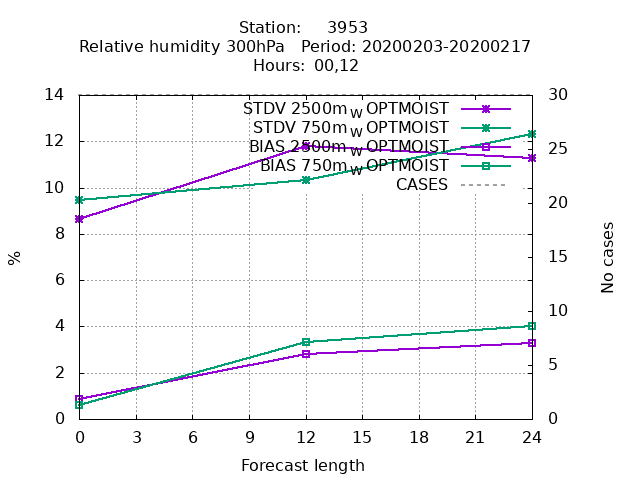 Station: 3953
Relative humidity 300hPa Period: 20200203-20200217
Hours: 00,12
14 30
STDV 2500m W OPTMOIST
STDV 750m W OPTMOIST
12 BIAS 2500m W OPTMOIST 25
BIAS 750m W OPTMOIST
10 CASES
20
8
% No cases
15
6
10
4
5
2
0 0
0 3 6 9 12 15 18 21 24
Forecast length